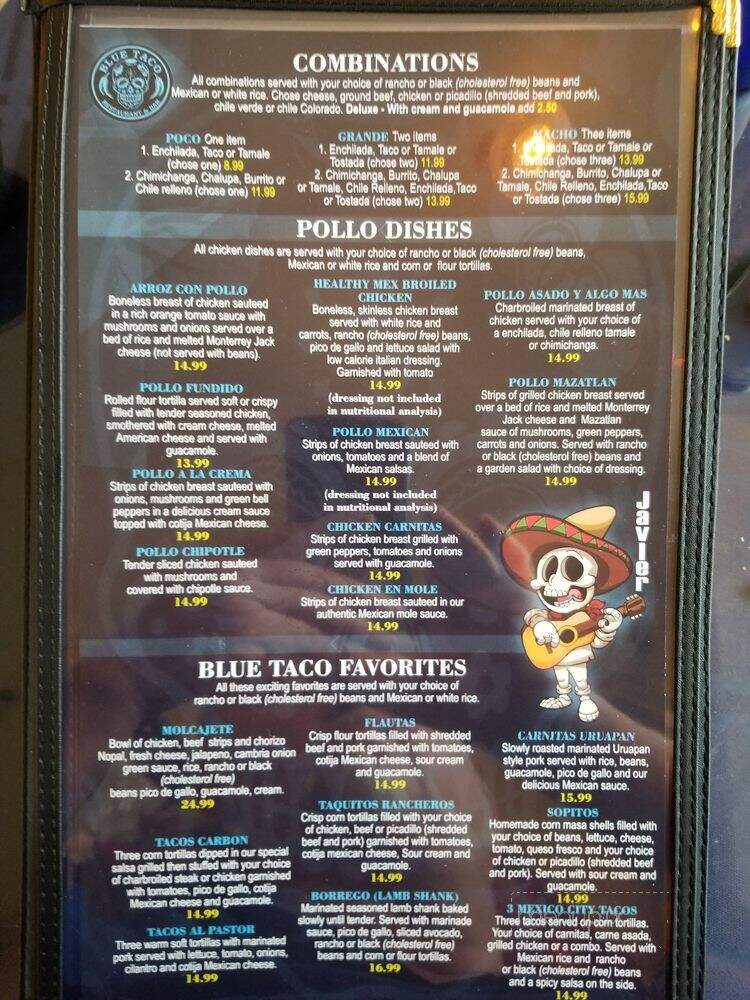 BLUE TACO
RESTAURANT & BAR
COMBINATIONS
All combinations served with your choice of rancho or black (cholesterol free) beans and
Mexican or white rice. Chose cheese, ground beef, chicken or picadillo (shredded beef and pork),
chile verde or chile Colorado. Deluxe - With cream and guacamole add 2.50
POCO One item
1. Enchilada, Taco or Tamale
(chose one) 8.99
2. Chimichanga, Chalupa, Burrito or
Chile relleno (chose one) 11.99
GRANDE Two Items
1. Enchilada, Taco or Tamale or
Tostada (chose two) 11.99
2. Chimichanga, Burrito, Chalupa
or Tamale, Chile Relleno, Enchilada,Taco
or Tostada (chose two) 13.99
MACHO Thee items
1. Enchilada, Taco or Tamale or
Tostada (chose three) 13.99
2. Chimichanga, Burrito, Chalupa or
Tamale, Chile Relleno, Enchilada,Taco
or Tostada (chose three) 15.99
POLLO DISHES
All chicken dishes are served with your choice of rancho or black (cholesterol free) beans,
Mexican or white rice and corn or flour tortillas.
ARROZ CON POLLO
Boneless breast of chicken sauteed
in a rich orange tomato sauce with
mushrooms and onions served over a
bed of rice and melted Monterrey Jack
cheese (not served with beans).
14.99
POLLO FUNDIDO
Rolled flour tortilla served soft or crispy
filled with tender seasoned chicken,
smothered with cream cheese, melted
American cheese and served with
guacamole.
13.99
POLLO A LA CREMA
Strips of chicken breast sauteed with
onions, mushrooms and green bell
peppers in a delicious cream sauce
topped with cotija Mexican cheese.
14.99
POLLO CHIPOTLE
Tender sliced chicken sauteed
with mushrooms and
covered with chipotle sauce.
14.99
HEALTHY MEX BROILED
CHICKEN
Boneless, skinless chicken breast
served with white rice and
carrots, rancho (cholesterol free) beans,
pico de gallo and lettuce salad with
low calorie italian dressing.
Garnished with tomato
14.99
(dressing not included
in nutritional analysis)
POLLO MEXICAN
Strips of chicken breast sauteed with
onions, tomatoes and a blend of
Mexican salsas.
14.99
(dressing not included
in nutritional analysis)
CHICKEN CARNITAS
Strips of chicken breast grilled with
green peppers, tomatoes and onions
served with guacamole.
14.99
CHICKEN EN MOLE
Strips of chicken breast sauteed in our
authentic Mexican mole sauce.
14.99
POLLO ASADO Y ALGO MAS
Charbroiled marinated breast of
chicken served with your choice of
a enchilada, chile relleno tamale
or chimichanga.
14.99
POLLO MAZATLAN
Strips of grilled chicken breast served
over a bed of rice and melted Monterrey
Jack cheese and Mazatlan
sauce of mushrooms, green peppers,
carrots and onions. Served with rancho
or black (cholesterol free) beans and
a garden salad with choice of dressing.
14.99
Javier
BLUE TACO FAVORITES
All these exciting favorites are served with your choice of
rancho or black (cholesterol free) beans and Mexican or white rice.
MOLCAJETE
Bowl of chicken, beef strips and chorizo
Nopal, fresh cheese, jalapeno, cambria onion
green sauce, rice, rancho or black
(cholesterol free)
beans pico de gallo, guacamole, cream.
24.99
TACOS CARBON
Three corn tortillas dipped in our special
salsa grilled then stuffed with your choice
of charbroiled steak or chicken garnished
with tomatoes, pico de gallo, cotija
Mexican cheese and guacamole.
14.99
TACOS AL PASTOR
Three warm soft tortillas with marinated
pork served with lettuce, tomato, onions,
cilantro and cotija Mexican cheese.
14.99
FLAUTAS
Crisp flour tortillas filled with shredded
beef and pork garnished with tomatoes,
cotija Mexican cheese, sour cream
and guacamole.
14.99
TAQUITOS RANCHEROS
Crisp corn tortillas filled with your choice
of chicken, beef or picadillo (shredded
beef and pork) garnished with tomatoes,
cotija mexican cheese, Sour cream and
guacamole.
14.99
BORREGO (LAMB SHANK)
Marinated seasoned lamb shank baked
slowly until tender. Served with marinade
sauce, pico de gallo, sliced avocado,
rancho or black (cholesterol free)
beans and corn or flour tortillas.
16.99
CARNITAS URUAPAN
Slowly roasted marinated Uruapan
style pork served with rice, beans,
guacamole, pico de gallo and our
delicious Mexican sauce.
15.99
SOPITOS
Homemade corn masa shells filled with
your choice of beans, lettuce, cheese,
tomato, queso fresco and your choice
of chicken or picadillo (shredded beef
and pork). Served with sour cream and
guacamole.
14.99
3 MEXICO CITY TACOS
Three tacos served on corn tortillas.
Your choice of carnitas, carne asada,
grilled chicken or a combo. Served with
Mexican rice and rancho
or black (cholesterol free) beans
and a spicy salsa on the side.
14.99